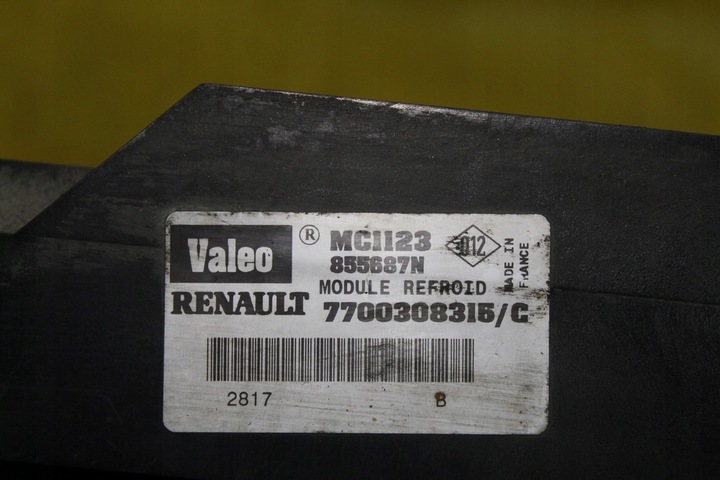 Valeo ® MC1123 012
855687N
MODULE REFROID
RENAULT 7700308315/C
MADE IN
FRANCE
2817 B